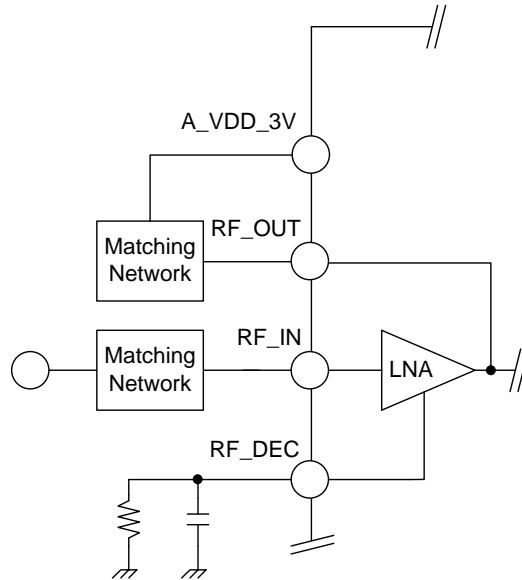 A_VDD_3V
RF_OUT
Matching
Network
RF_IN
Matching
Network
LNA
RF_DEC